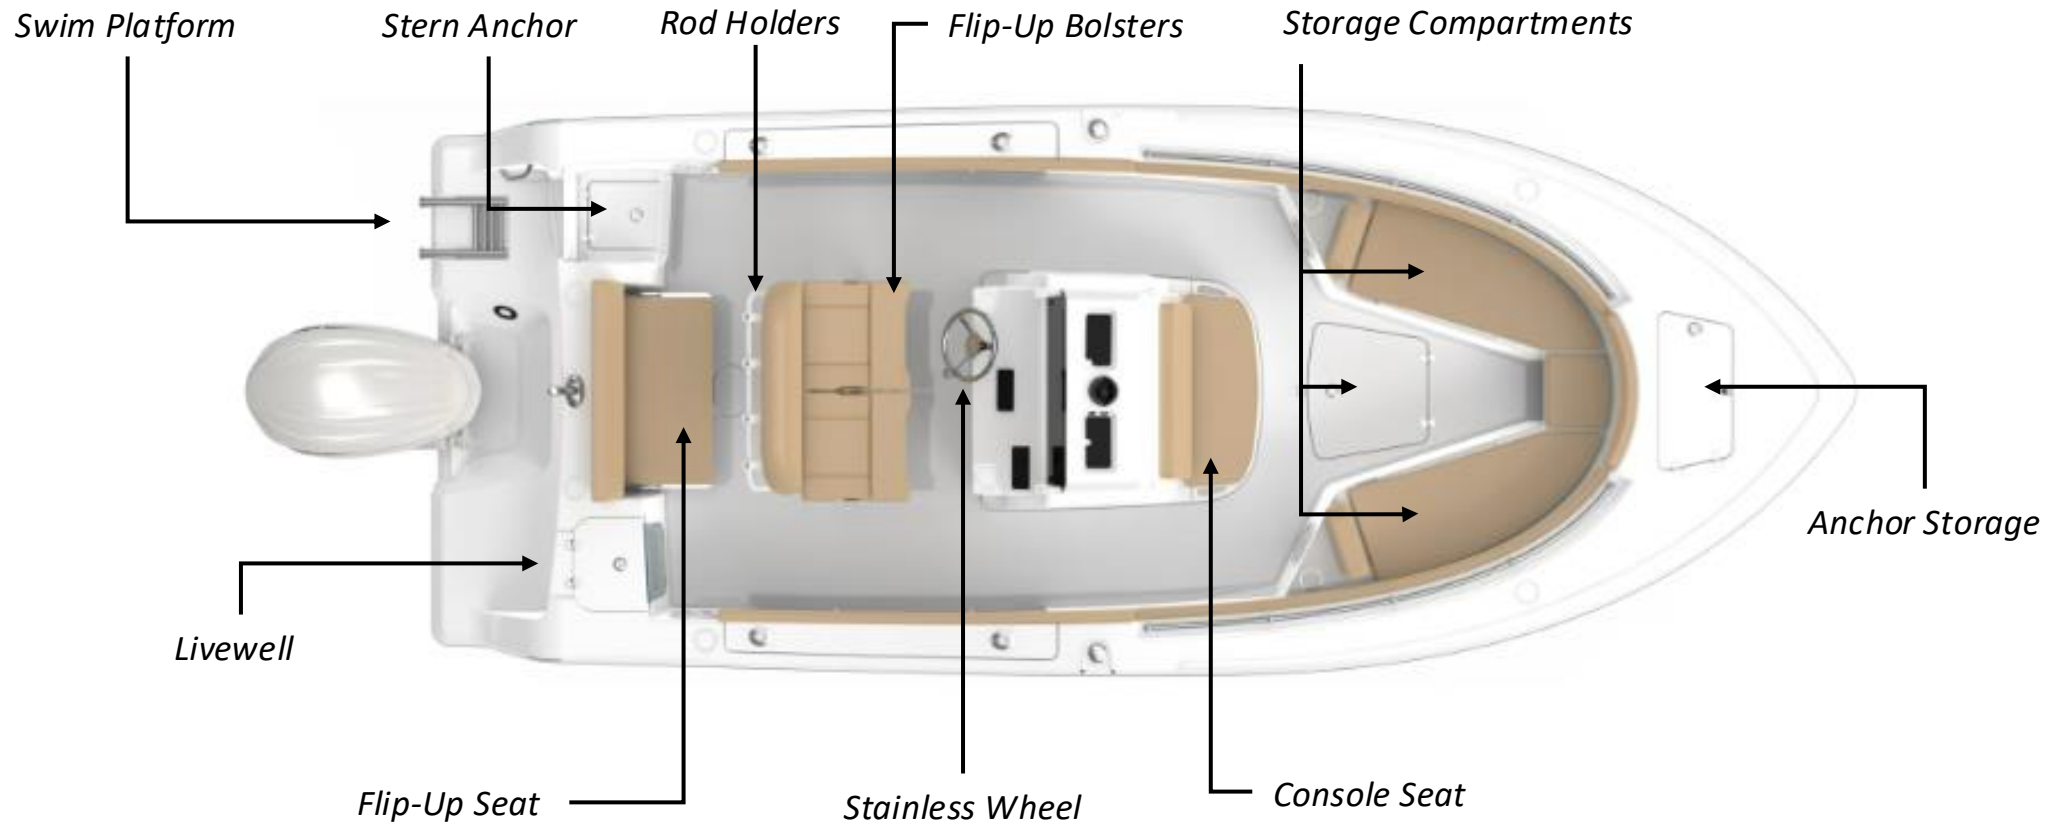 Swim Platform
Stern Anchor
Rod Holders
Flip-Up Bolsters
Storage Compartments
Anchor Storage
Livewell
Flip-Up Seat
Stainless Wheel
Console Seat